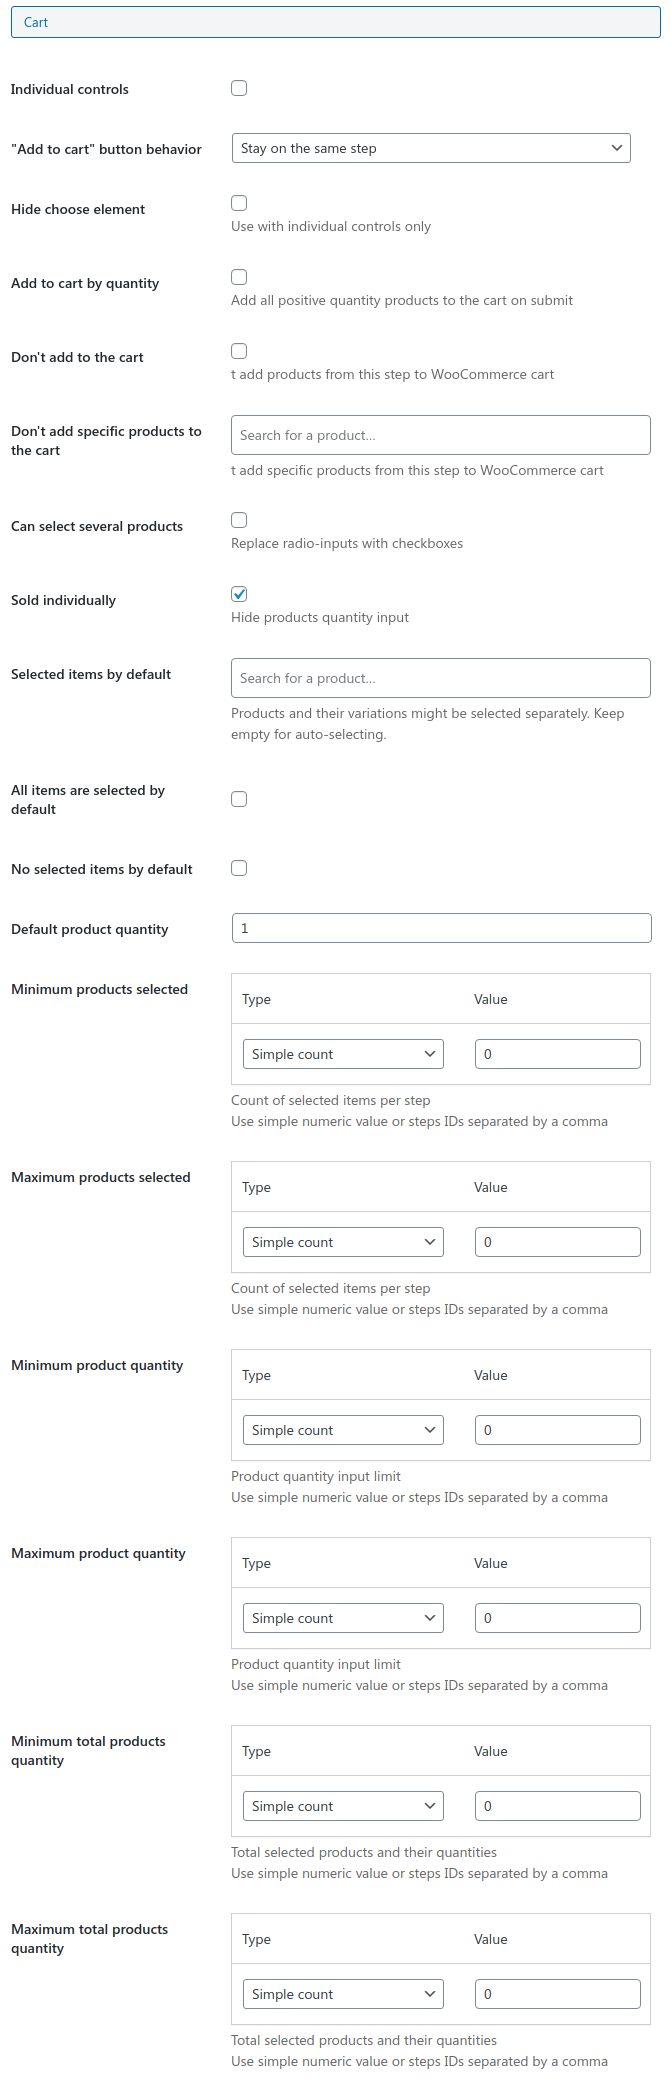 Cart
Individual controls
"Add to cart" button behavior
Stay on the same step
Hide choose element
Use with individual controls only
Add to cart by quantity
Add all positive quantity products to the cart on submit
Don't add to the cart
t add products from this step to WooCommerce cart
Don't add specific products to
the cart
Search for a product...
t add specific products from this step to WooCommerce cart
Can select several products
Replace radio-inputs with checkboxes
Sold individually
Hide products quantity input
Selected items by default
Search for a product...
Products and their variations might be selected separately. Keep
empty for auto-selecting.
All items are selected by
default
No selected items by default
Default product quantity
1
Minimum products selected
Type Value
Simple count 0
Count of selected items per step
Use simple numeric value or steps IDs separated by a comma
Maximum products selected
Type Value
Simple count 0
Count of selected items per step
Use simple numeric value or steps IDs separated by a comma
Minimum product quantity
Type Value
Simple count 0
Product quantity input limit
Use simple numeric value or steps IDs separated by a comma
Maximum product quantity
Type Value
Simple count 0
Product quantity input limit
Use simple numeric value or steps IDs separated by a comma
Minimum total products
quantity
Type Value
Simple count 0
Total selected products and their quantities
Use simple numeric value or steps IDs separated by a comma
Maximum total products
quantity
Type Value
Simple count 0
Total selected products and their quantities
Use simple numeric value or steps IDs separated by a comma